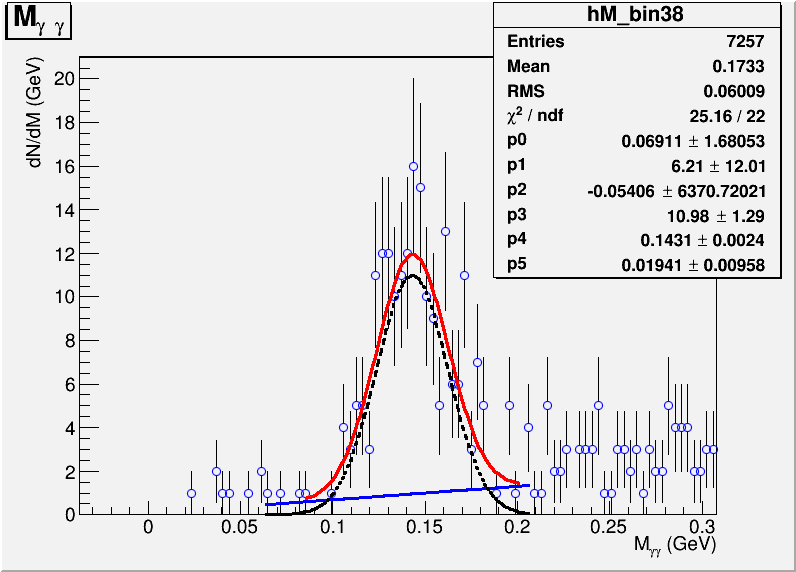 Mγ γ
hM_bin38
Entries 7257
Mean 0.1733
RMS 0.06009
χ² / ndf 25.16 / 22
p0 0.06911 ± 1.68053
p1 6.21 ± 12.01
p2 -0.05406 ± 6370.72021
p3 10.98 ± 1.29
p4 0.1431 ± 0.0024
p5 0.01941 ± 0.00958
dN/dM (GeV)
20
18
16
14
12
10
8
6
4
2
0
0 0.05 0.1 0.15 0.2 0.25 0.3
Mγγ (GeV)